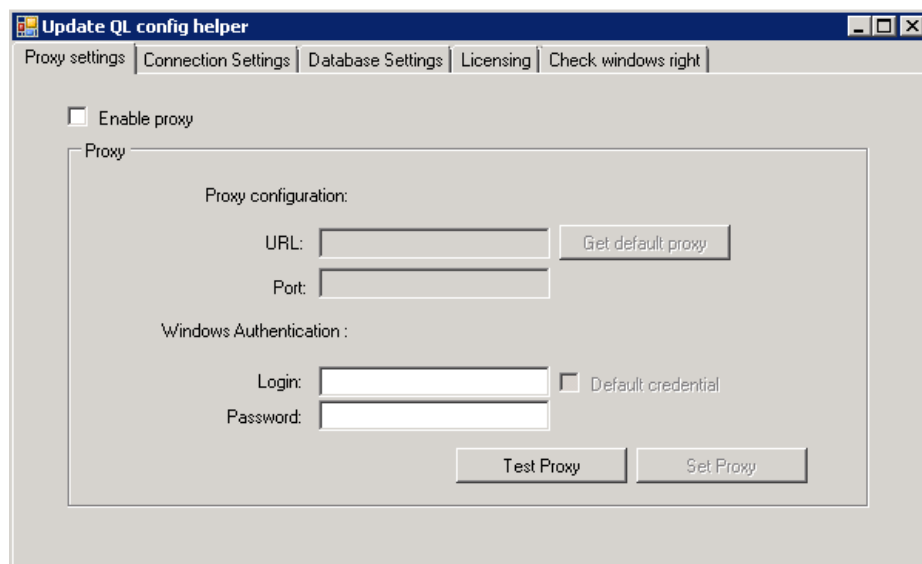 Update QL config helper
Proxy settings Connection Settings Database Settings Licensing Check windows right
Enable proxy
Proxy
Proxy configuration:
URL: Get default proxy
Port:
Windows Authentication :
Login: Default credential
Password:
Test Proxy Set Proxy